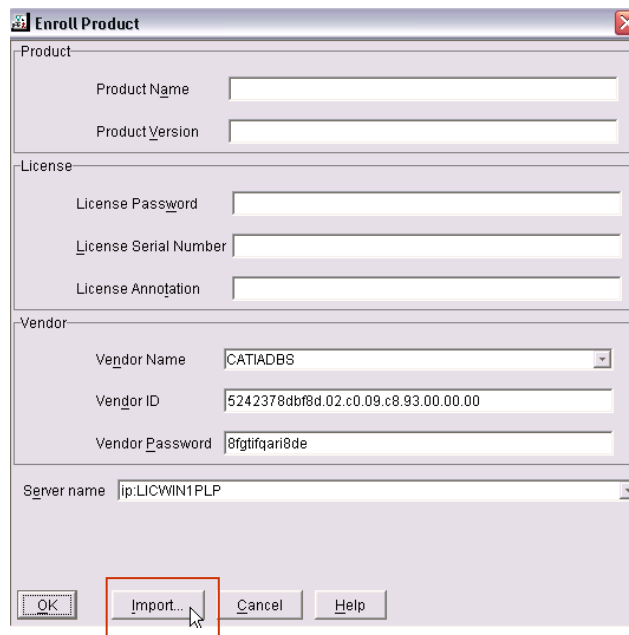 Enroll Product
Product
Product Name
Product Version
License
License Password
License Serial Number
License Annotation
Vendor
Vendor Name CATIADBS
Vendor ID 5242378dbf8d.02.c0.09.c8.93.00.00.00
Vendor Password 8fgtifqari8de
Server name ip:LICWIN1PLP
OK Import... Cancel Help